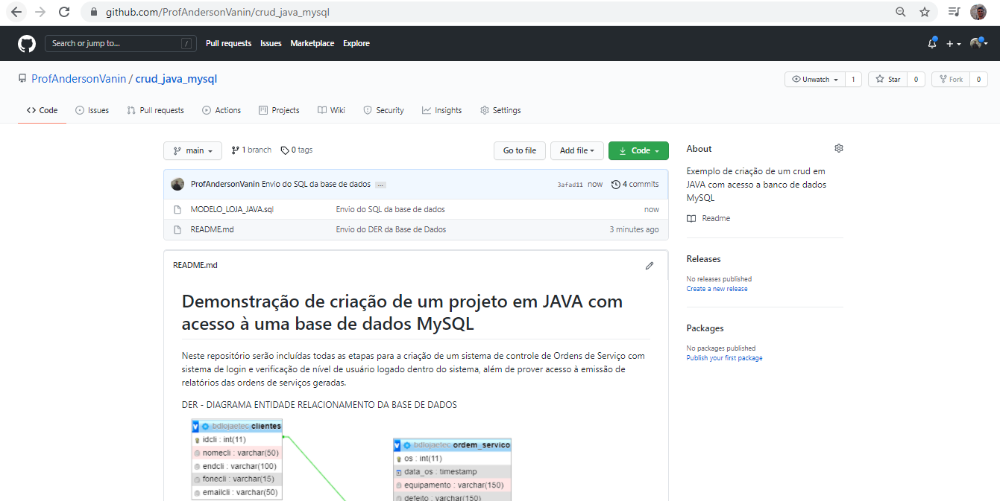 github.com/ProfAndersonVanin/crud_java_mysql
Search or jump to... /
Pull requests Issues Marketplace Explore
ProfAndersonVanin / crud_java_mysql
Unwatch 1 Star 0 Fork 0
Code Issues Pull requests Actions Projects Wiki Security Insights Settings
main 1 branch 0 tags Go to file Add file Code
ProfAndersonVanin Envio do SQL da base de dados ... 3afad11 now 4 commits
MODELO_LOJA_JAVA.sql Envio do SQL da base de dados now
README.md Envio do DER da Base de Dados 3 minutes ago
README.md
Demonstração de criação de um projeto em JAVA com
acesso à uma base de dados MySQL
Neste repositório serão incluídas todas as etapas para a criação de um sistema de controle de Ordens de Serviço com
sistema de login e verificação de nível de usuário logado dentro do sistema, além de prover acesso à emissão de
relatórios das ordens de serviços geradas.
DER - DIAGRAMA ENTIDADE RELACIONAMENTO DA BASE DE DADOS
v bdlojaetec clientes
idcli : int(11)
nomecli : varchar(50)
endcli : varchar(100)
fonecli : varchar(15)
emailcli : varchar(50)
v bdlojaetec ordem_servico
os : int(11)
data_os : timestamp
equipamento : varchar(150)
defeito : varchar(150)
About
Exemplo de criação de um crud em
JAVA com acesso a banco de dados
MySQL
Readme
Releases
No releases published
Create a new release
Packages
No packages published
Publish your first package